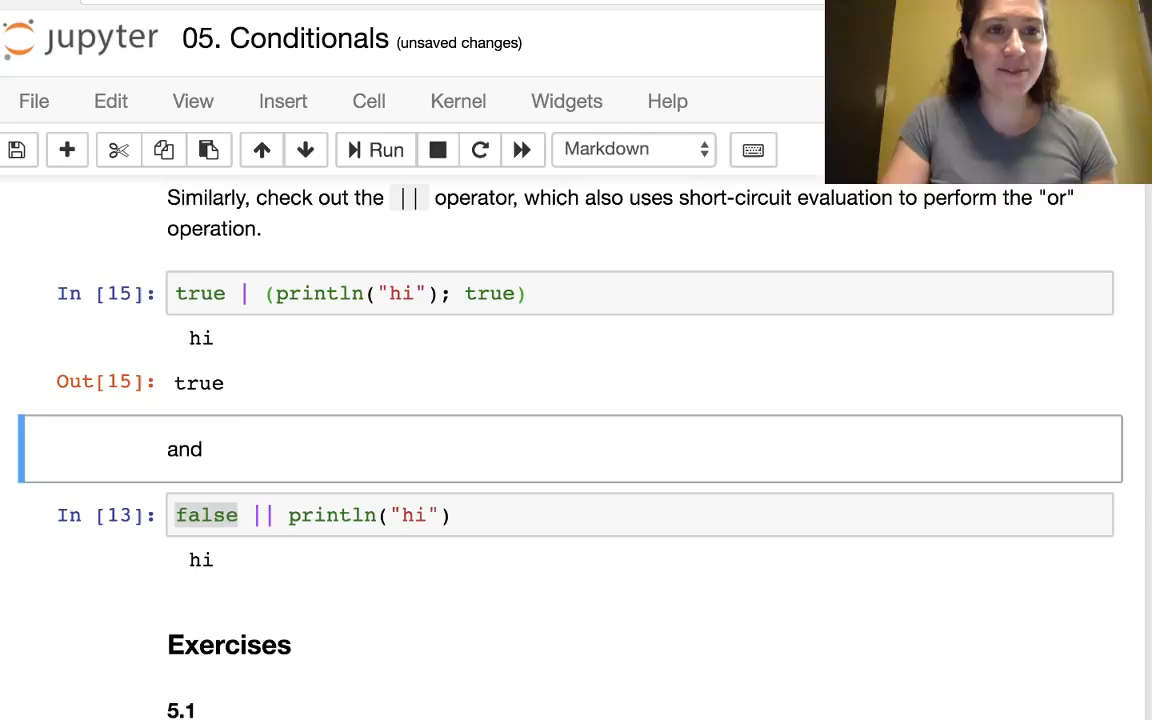 jupyter 05. Conditionals (unsaved changes)
File Edit View Insert Cell Kernel Widgets Help
Run Markdown
Similarly, check out the || operator, which also uses short-circuit evaluation to perform the "or"
operation.
In [15]: true | (println("hi"); true)
hi
Out[15]: true
and
In [13]: false || println("hi")
hi
Exercises
5.1